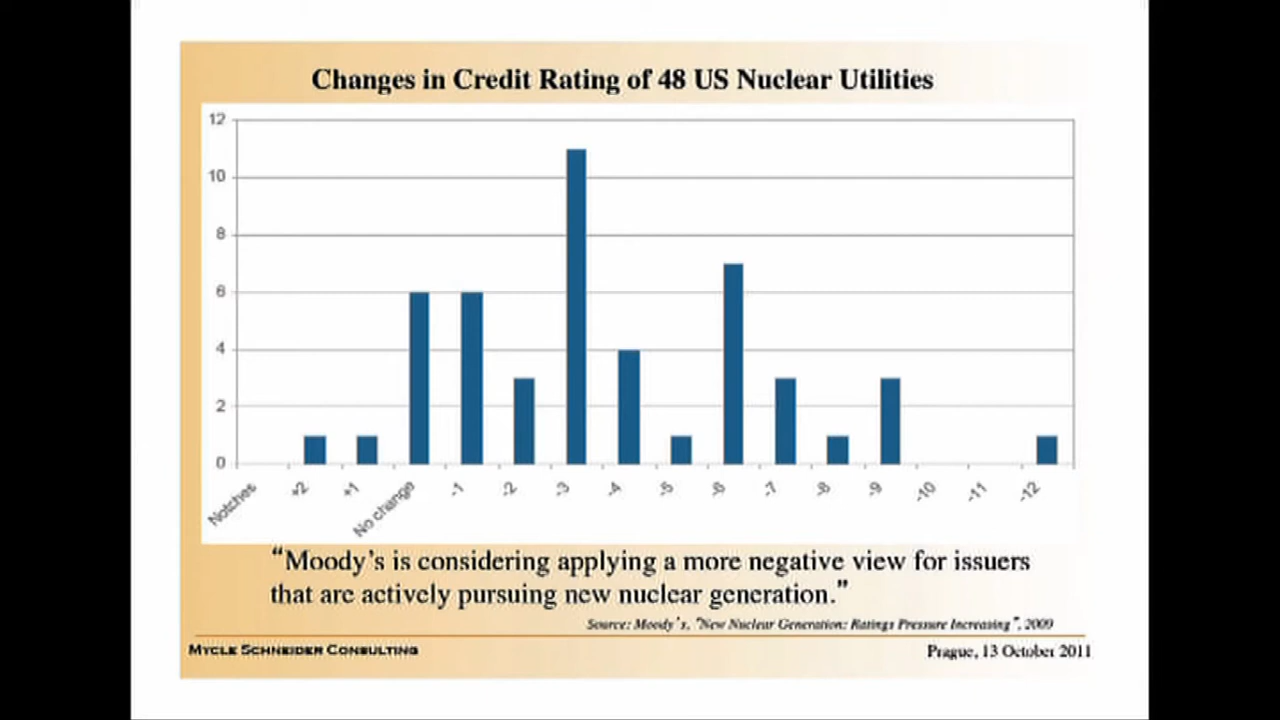 Changes in Credit Rating of 48 US Nuclear Utilities
12
10
8
6
4
2
0
Notches
+2
+1
No change
-1
-2
-3
-4
-5
-6
-7
-8
-9
-10
-11
-12
“Moody’s is considering applying a more negative view for issuers
that are actively pursuing new nuclear generation.”
Source: Moody’s, “New Nuclear Generation: Ratings Pressure Increasing”, 2009
MYCLE SCHNEIDER CONSULTING
Prague, 13 October 2011